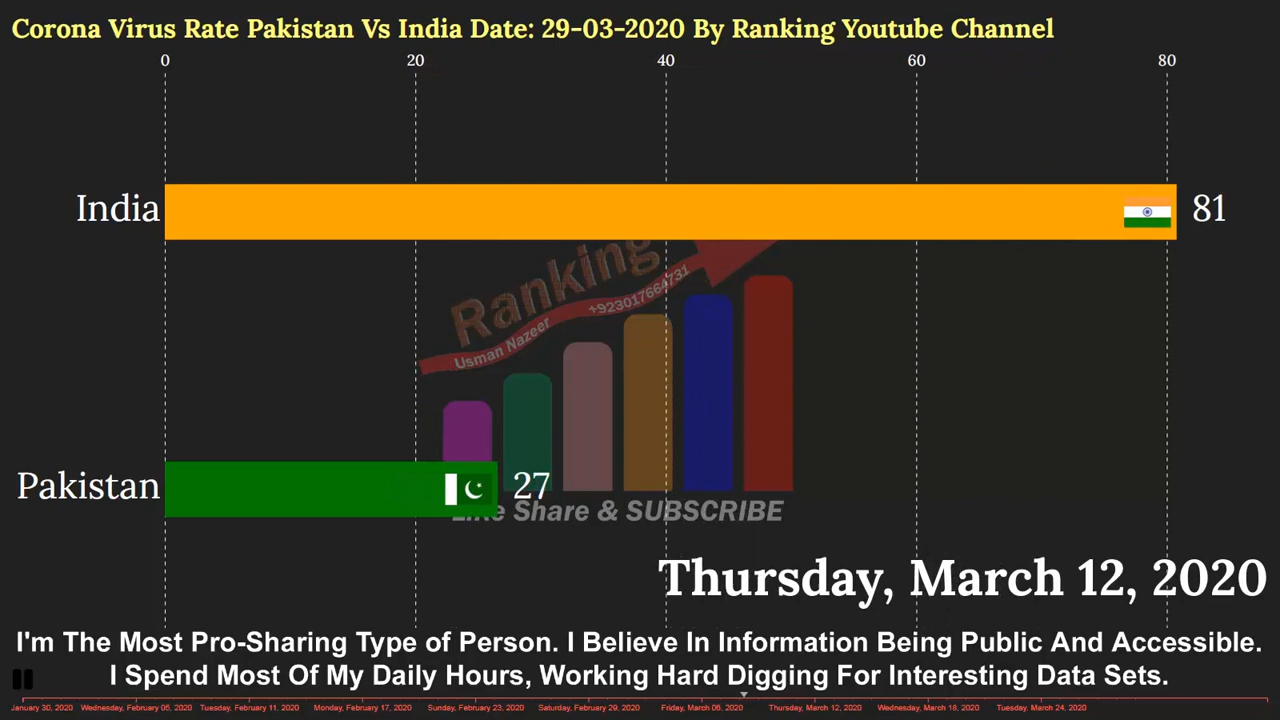 Corona Virus Rate Pakistan Vs India Date: 29-03-2020 By Ranking Youtube Channel
0 20 40 60 80
India 81
Ranking
+923017664731
Usman Nazeer
Pakistan 27
Like Share & SUBSCRIBE
Thursday, March 12, 2020
I'm The Most Pro-Sharing Type of Person. I Believe In Information Being Public And Accessible.
I Spend Most Of My Daily Hours, Working Hard Digging For Interesting Data Sets.
January 30, 2020 Wednesday, February 05, 2020 Tuesday, February 11, 2020 Monday, February 17, 2020 Sunday, February 23, 2020 Saturday, February 29, 2020 Friday, March 06, 2020 Thursday, March 12, 2020 Wednesday, March 18, 2020 Tuesday, March 24, 2020